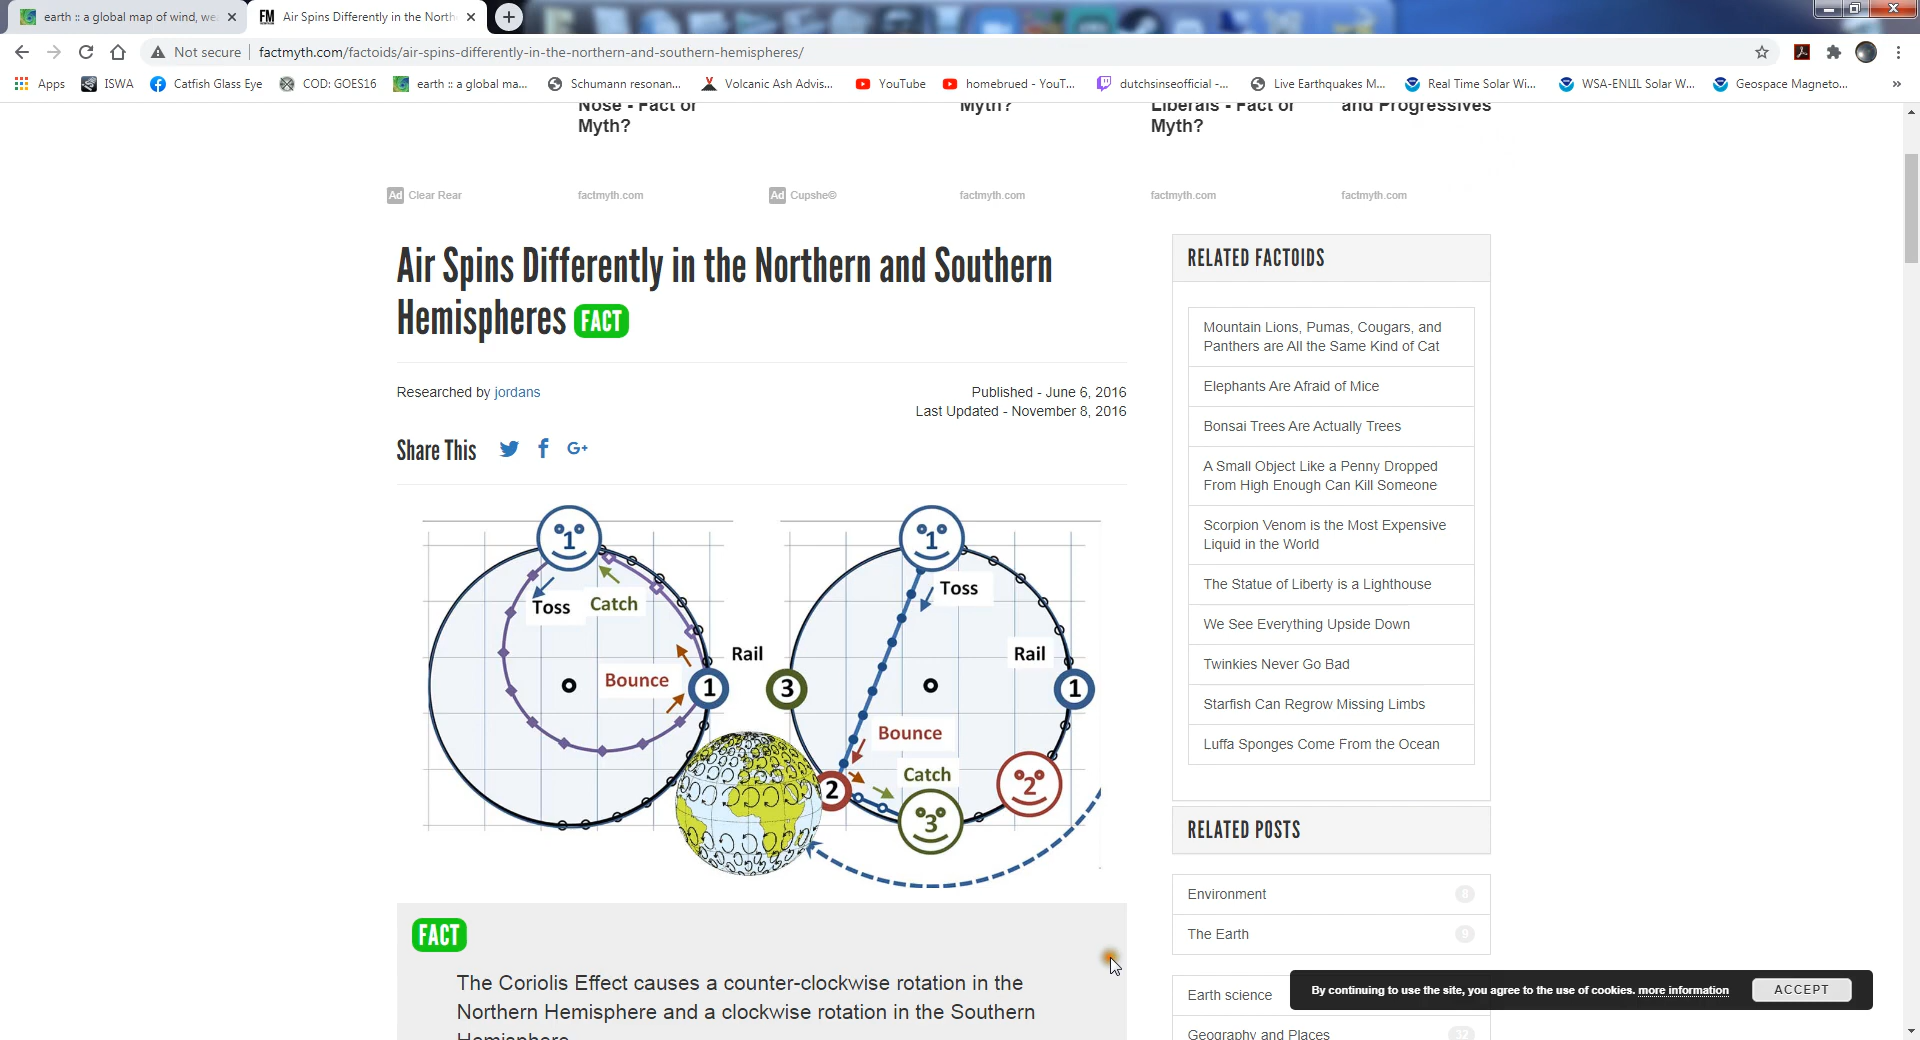 earth :: a global map of wind, we
FM Air Spins Differently in the North
Not secure factmyth.com/factoids/air-spins-differently-in-the-northern-and-southern-hemispheres/
Apps ISWA Catfish Glass Eye COD: GOES16 earth :: a global ma... Schumann resonan... Volcanic Ash Advis... YouTube homebrued - YouT... dutchsinseofficial -... Live Earthquakes M... Real Time Solar Wi... WSA-ENLIL Solar W... Geospace Magneto... »
Nose - Fact or
Myth?
Myth?
Liberals - Fact or
Myth?
and Progressives
Ad Clear Rear
factmyth.com
Ad Cupshe©
factmyth.com
factmyth.com
factmyth.com
Air Spins Differently in the Northern and Southern
Hemispheres FACT
Researched by jordans
Published - June 6, 2016
Last Updated - November 8, 2016
Share This
G+
1
Toss
Catch
Bounce
1
Rail
1
Toss
Rail
3
1
Bounce
2
Catch
2
3
FACT
The Coriolis Effect causes a counter-clockwise rotation in the
Northern Hemisphere and a clockwise rotation in the Southern
Hemisphere
RELATED FACTOIDS
Mountain Lions, Pumas, Cougars, and
Panthers are All the Same Kind of Cat
Elephants Are Afraid of Mice
Bonsai Trees Are Actually Trees
A Small Object Like a Penny Dropped
From High Enough Can Kill Someone
Scorpion Venom is the Most Expensive
Liquid in the World
The Statue of Liberty is a Lighthouse
We See Everything Upside Down
Twinkies Never Go Bad
Starfish Can Regrow Missing Limbs
Luffa Sponges Come From the Ocean
RELATED POSTS
Environment 8
The Earth 9
Earth science
Geography and Places 32
By continuing to use the site, you agree to the use of cookies. more information ACCEPT